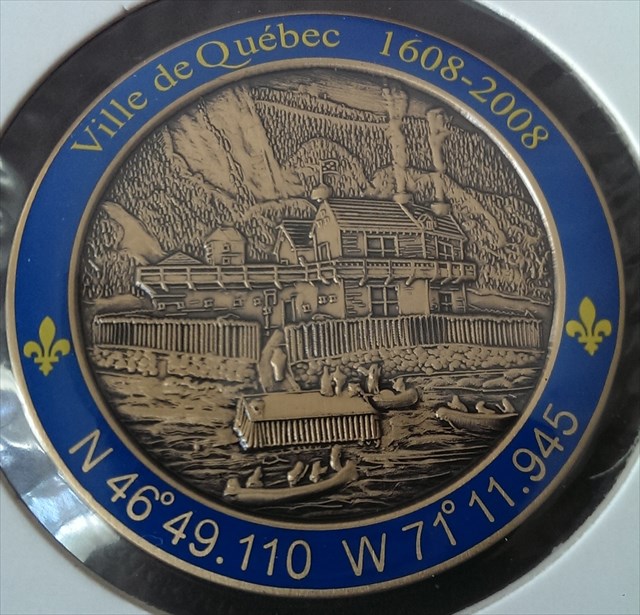 Ville de Québec 1608-2008
N 46° 49.110 W 71° 11.945